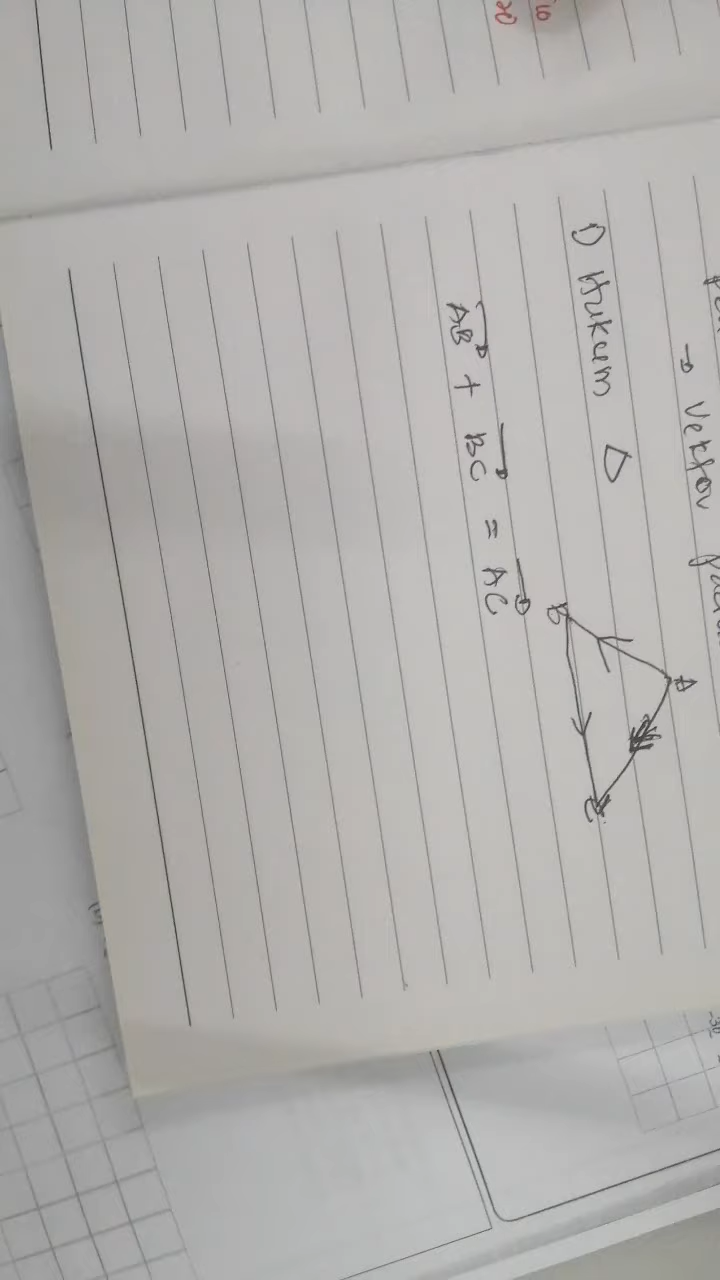 → Vektor
① Hukum △
A
B
C
AB→ + BC→ = AC→